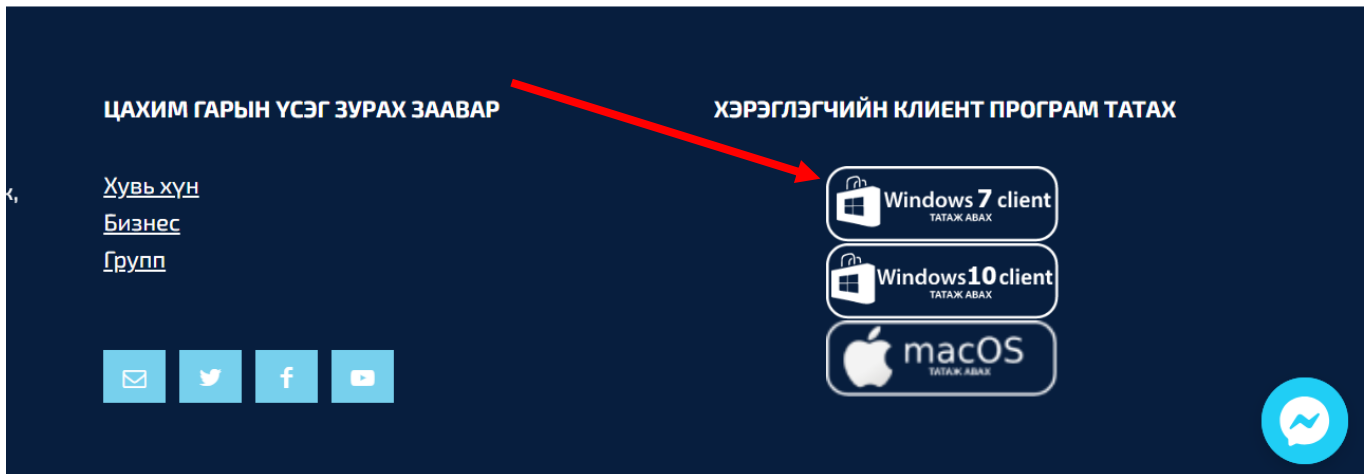 ЦАХИМ ГАРЫН ҮСЭГ ЗУРАХ ЗААВАР
Хувь хүн
Бизнес
Групп
ХЭРЭГЛЭГЧИЙН КЛИЕНТ ПРОГРАМ ТАТАХ
Windows 7 client
ТАТАЖ АВАХ
Windows10 client
ТАТАЖ АВАХ
macOS
ТАТАЖ АВАХ